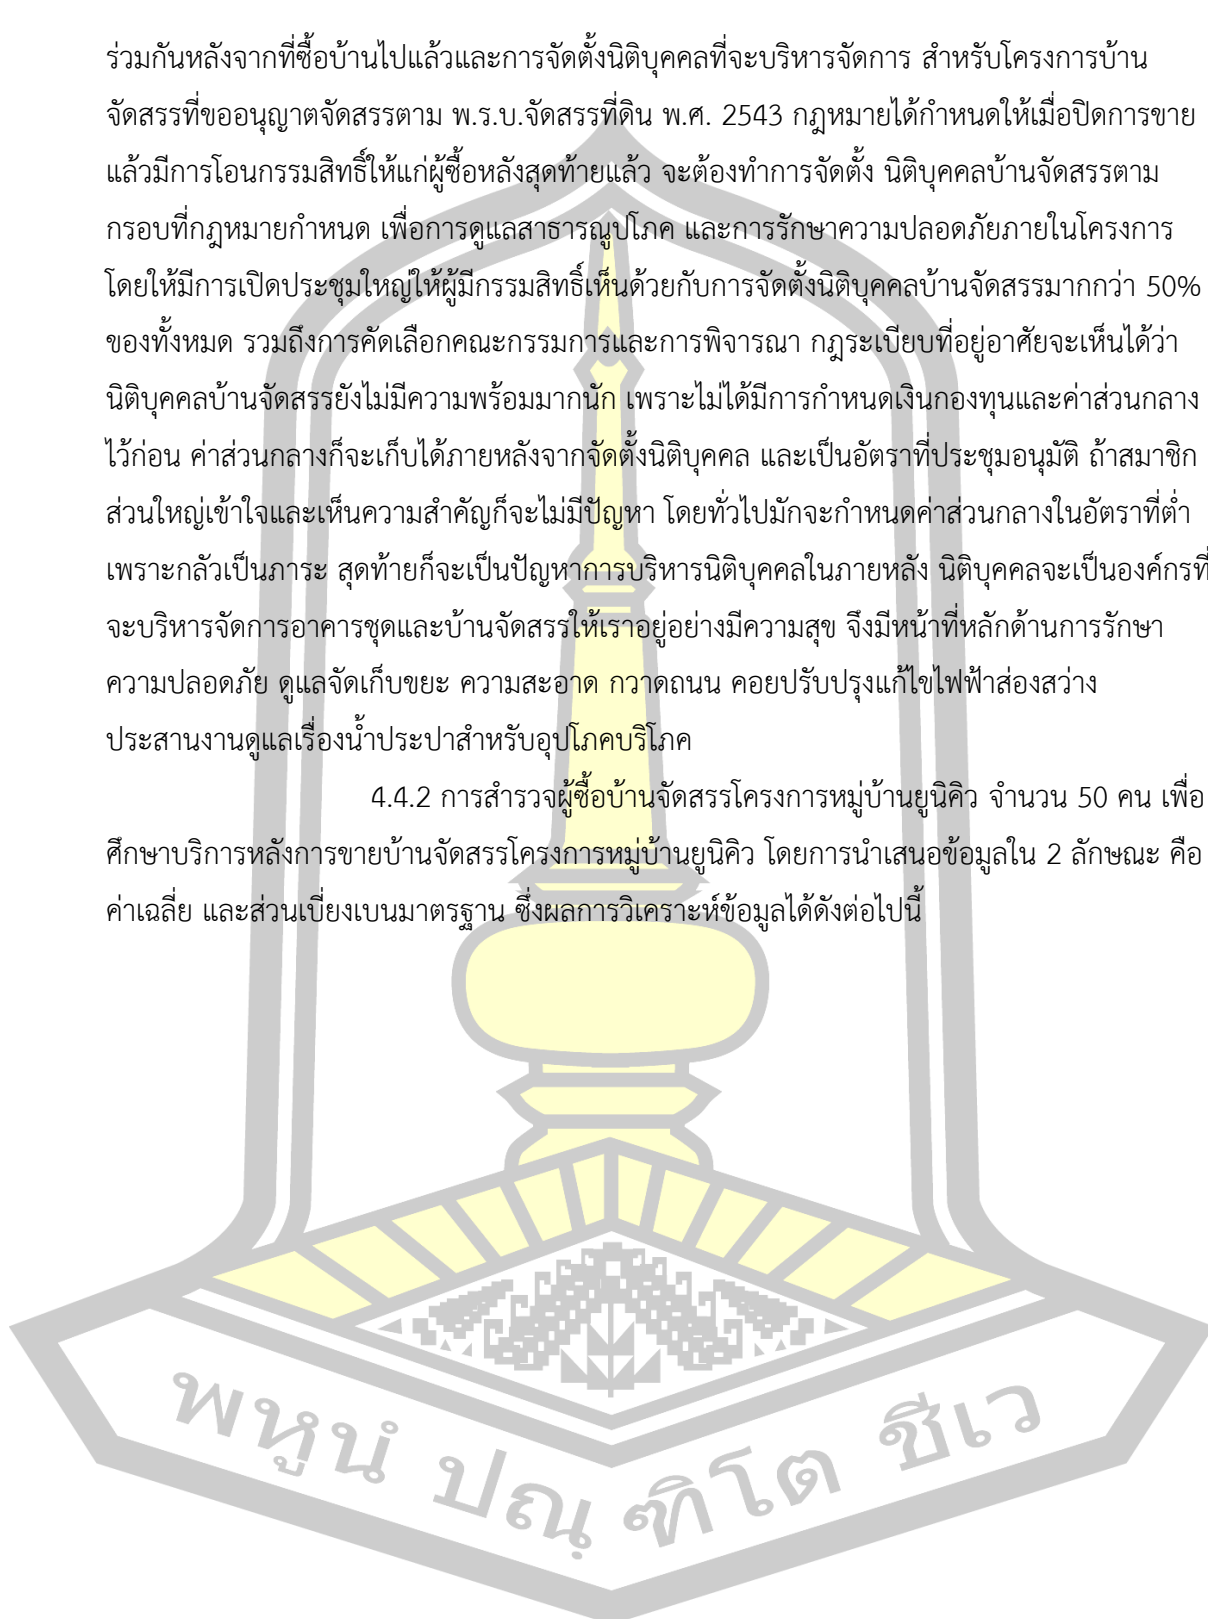 ร่วมกันหลังจากที่ซื้อบ้านไปแล้วและการจัดตั้งนิติบุคคลที่จะบริหารจัดการ สำหรับโครงการบ้าน
จัดสรรที่ขออนุญาตจัดสรรตาม พ.ร.บ.จัดสรรที่ดิน พ.ศ. 2543 กฎหมายได้กำหนดให้เมื่อปิดการขาย
แล้วมีการโอนกรรมสิทธิ์ให้แก่ผู้ซื้อหลังสุดท้ายแล้ว จะต้องทำการจัดตั้ง นิติบุคคลบ้านจัดสรรตาม
กรอบที่กฎหมายกำหนด เพื่อการดูแลสาธารณูปโภค และการรักษาความปลอดภัยภายในโครงการ
โดยให้มีการเปิดประชุมใหญ่ให้ผู้มีกรรมสิทธิ์เห็นด้วยกับการจัดตั้งนิติบุคคลบ้านจัดสรรมากกว่า 50%
ของทั้งหมด รวมถึงการคัดเลือกคณะกรรมการและการพิจารณา กฎระเบียบที่อยู่อาศัยจะเห็นได้ว่า
นิติบุคคลบ้านจัดสรรยังไม่มีความพร้อมมากนัก เพราะไม่ได้มีการกำหนดเงินกองทุนและค่าส่วนกลาง
ไว้ก่อน ค่าส่วนกลางก็จะเก็บได้ภายหลังจากจัดตั้งนิติบุคคล และเป็นอัตราที่ประชุมอนุมัติ ถ้าสมาชิก
ส่วนใหญ่เข้าใจและเห็นความสำคัญก็จะไม่มีปัญหา โดยทั่วไปมักจะกำหนดค่าส่วนกลางในอัตราที่ต่ำ
เพราะกลัวเป็นภาระ สุดท้ายก็จะเป็นปัญหาการบริหารนิติบุคคลในภายหลัง นิติบุคคลจะเป็นองค์กรที่
จะบริหารจัดการอาคารชุดและบ้านจัดสรรให้เราอยู่อย่างมีความสุข จึงมีหน้าที่หลักด้านการรักษา
ความปลอดภัย ดูแลจัดเก็บขยะ ความสะอาด กวาดถนน คอยปรับปรุงแก้ไขไฟฟ้าส่องสว่าง
ประสานงานดูแลเรื่องน้ำประปาสำหรับอุปโภคบริโภค
4.4.2 การสำรวจผู้ซื้อบ้านจัดสรรโครงการหมู่บ้านยูนิคิว จำนวน 50 คน เพื่อ
ศึกษาบริการหลังการขายบ้านจัดสรรโครงการหมู่บ้านยูนิคิว โดยการนำเสนอข้อมูลใน 2 ลักษณะ คือ
ค่าเฉลี่ย และส่วนเบี่ยงเบนมาตรฐาน ซึ่งผลการวิเคราะห์ข้อมูลได้ดังต่อไปนี้
พหูนํ ปณฺฑิโต ชีเว